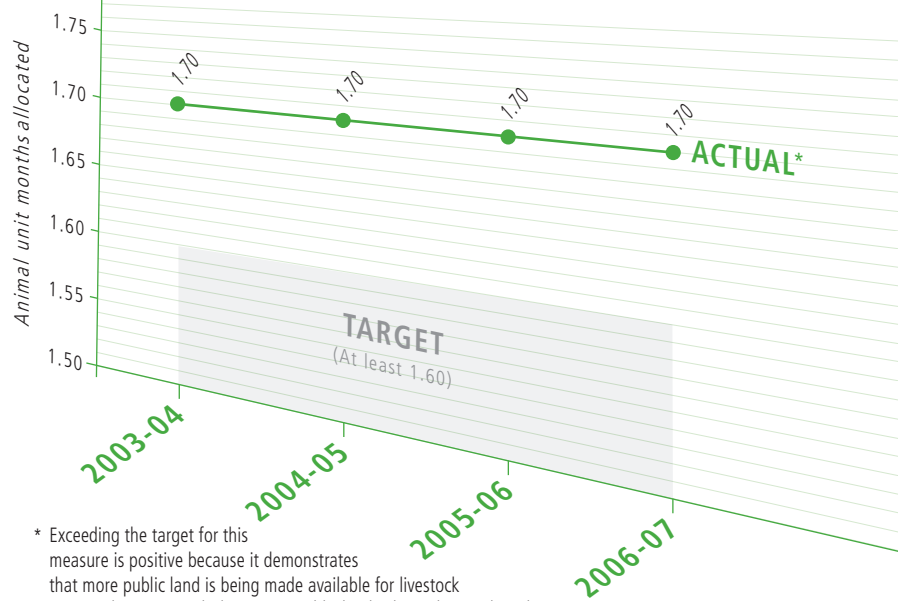 Animal unit months allocated
1.75
1.70
1.65
1.60
1.55
1.50
1.70
1.70
1.70
1.70
ACTUAL*
TARGET
(At least 1.60)
2003-04
2004-05
2005-06
2006-07
* Exceeding the target for this
measure is positive because it demonstrates
that more public land is being made available for livestock